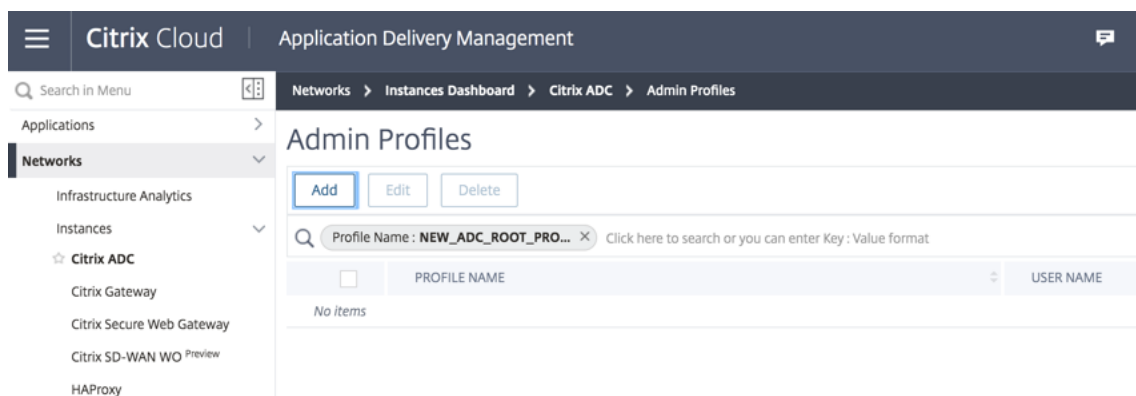 Citrix Cloud
Application Delivery Management
Search in Menu
Networks > Instances Dashboard > Citrix ADC > Admin Profiles
Applications
Admin Profiles
Networks
Add Edit Delete
Infrastructure Analytics
Instances
Profile Name : NEW_ADC_ROOT_PRO... × Click here to search or you can enter Key : Value format
Citrix ADC
PROFILE NAME USER NAME
Citrix Gateway
No items
Citrix Secure Web Gateway
Citrix SD-WAN WO Preview
HAProxy